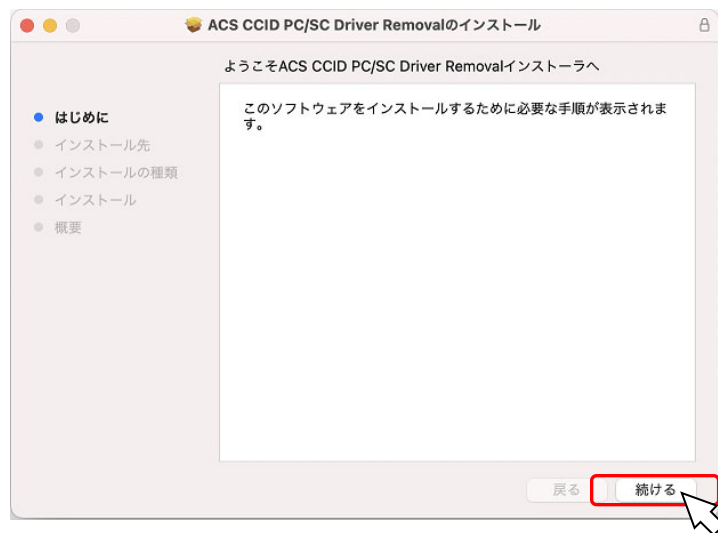 ACS CCID PC/SC Driver Removalのインストール
ようこそACS CCID PC/SC Driver Removalインストーラへ
はじめに
インストール先
インストールの種類
インストール
概要
このソフトウェアをインストールするために必要な手順が表示されま
す。
戻る
続ける